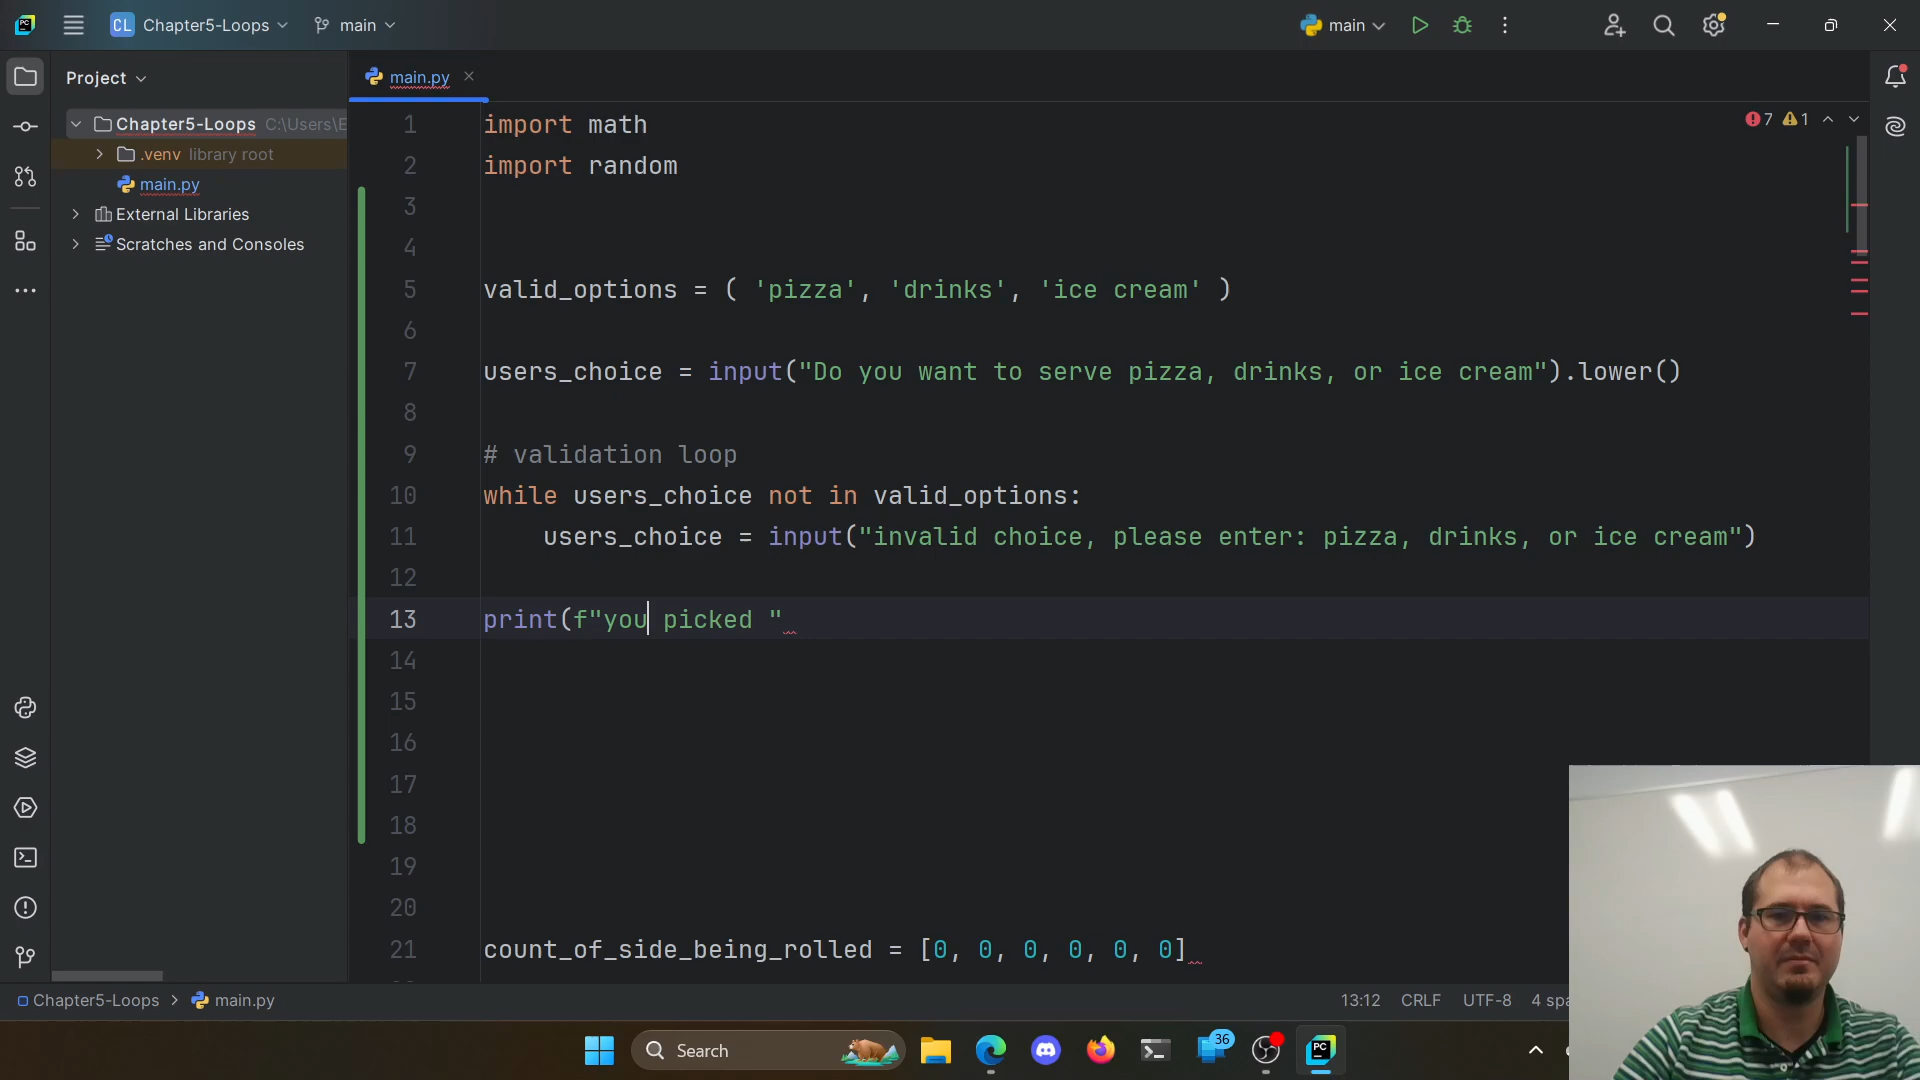 PC
CL Chapter5-Loops
main
main
Project
main.py
Chapter5-Loops C:\Users\E
.venv library root
main.py
External Libraries
Scratches and Consoles
7 1
1 import math
2 import random
3
4
5 valid_options = ( 'pizza', 'drinks', 'ice cream' )
6
7 users_choice = input("Do you want to serve pizza, drinks, or ice cream").lower()
8
9 # validation loop
10 while users_choice not in valid_options:
11 users_choice = input("invalid choice, please enter: pizza, drinks, or ice cream")
12
13 print(f"you picked "
14
15
16
17
18
19
20
21 count_of_side_being_rolled = [0, 0, 0, 0, 0, 0]
Chapter5-Loops > main.py
13:12 CRLF UTF-8 4 spa
Search
36
PC